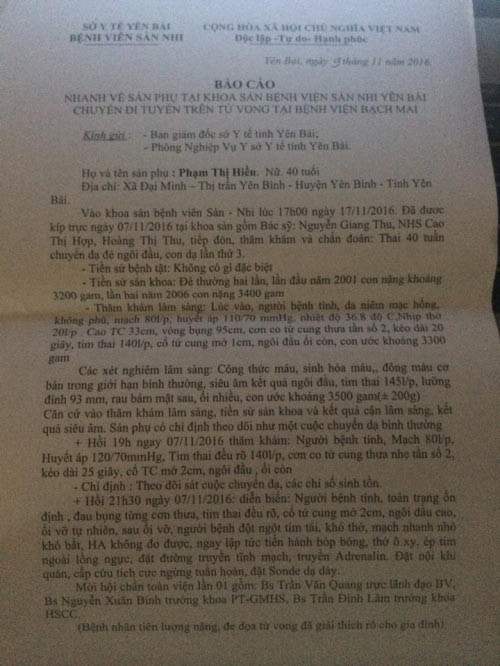 SỞ Y TẾ YÊN BÁI CỘNG HÒA XÃ HỘI CHỦ NGHĨA VIỆT NAM
BỆNH VIỆN SẢN NHI Độc lập -Tự do- Hạnh phúc
Yên Bái, ngày 9 tháng 11 năm 2016.
BÁO CÁO
NHANH VỀ SẢN PHỤ TẠI KHOA SẢN BỆNH VIỆN SẢN NHI YÊN BÁI
CHUYỂN ĐI TUYẾN TRÊN TỬ VONG TẠI BỆNH VIỆN BẠCH MAI
Kính gửi : - Ban giám đốc sở Y tế tỉnh Yên Bái;
- Phòng Nghiệp Vụ Y sở Y tế tỉnh Yên Bái.
Họ và tên sản phụ : Phạm Thị Hiền. Nữ. 40 tuổi
Địa chỉ: Xã Đại Minh – Thị trấn Yên Bình - Huyện Yên Bình - Tỉnh Yên
Bái.
Vào khoa sản bệnh viện Sản - Nhi lúc 17h00 ngày 17/11/2016. Đã được
kíp trực ngày 07/11/2016 tại khoa sản gồm Bác sỹ: Nguyễn Giang Thu, NHS Cao
Thị Hợp, Hoàng Thị Thu, tiếp đón, thăm khám và chẩn đoán: Thai 40 tuần
chuyển dạ đẻ ngôi đầu, con dạ lần thứ 3.
- Tiền sử bệnh tật: Không có gì đặc biệt
- Tiền sử sản khoa: Đẻ thường hai lần, lần đầu năm 2001 con nặng khoảng
3200 gam, lần hai năm 2006 con nặng 3400 gam
- Thăm khám lâm sàng: Lúc vào, người bệnh tỉnh, da niêm mạc hồng,
không phù, mạch 80l/p, huyết áp 110/70 mmHg, nhiệt độ 36.8 độ C,Nhịp thở
20l/p . Cao TC 33cm, vòng bụng 95cm, cơn co tử cung thưa tần số 2, kéo dài 20
giây, tim thai 140l/p, cổ tử cung mở 1cm, ngôi đầu ối còn, con ước khoảng 3300
gam
Các xét nghiệm lâm sàng: Công thức máu, sinh hóa máu,, đông máu cơ
bản trong giới hạn bình thường, siêu âm kết quả ngôi đầu, tim thai 145l/p, lưỡng
đỉnh 93 mm, rau bám mặt sau, ối nhiều, con ước khoảng 3500 gam(± 200g)
Căn cứ vào thăm khám lâm sàng, tiền sử sản khoa và kết quả cận lâm sàng, kết
quả siêu âm. Sản phụ có chỉ định theo dõi như một cuộc chuyển dạ bình thường
+ Hồi 19h ngay 07/11/2016 thăm khám: Người bệnh tỉnh, Mạch 80l/p,
Huyết áp 120/70mmHg, Tim thai đều rõ 140l/p, cơn co tử cung thưa nhẹ tần số 2,
kéo dài 25 giây, cổ TC mở 2cm, ngôi đầu , ối còn
- Chỉ định : Theo dõi sát cuộc chuyển dạ, các chỉ số sinh tồn.
+ Hồi 21h30 ngày 07/11/2016: diễn biến: Người bệnh tỉnh, toàn trạng ổn
định , đau bụng từng cơn thưa, tim thai đều rõ, cổ tử cung mở 2cm, ngôi đầu cao,
ối vỡ tự nhiên, sau ối vỡ, người bệnh đột ngột tím tái, khó thở, mạch nhanh nhỏ
khó bắt, HA không đo được, ngay lập tức tiến hành bóp bóng, thở ô xy, ép tim
ngoài lồng ngực, đặt đường truyền tĩnh mạch, truyền Adrenalin. Đặt nội khí
quản, cấp cứu tích cực ngừng tuần hoàn, đặt Sonde dạ dày.
Mời hội chẩn toàn viện lần 01 gồm: Bs Trần Văn Quang trực lãnh đạo BV,
Bs Nguyễn Xuân Bình trưởng khoa PT-GMHS, Bs Trần Đình Lâm trưởng khoa
HSCC.
(Bệnh nhân tiên lượng nặng, đe dọa tử vong đã giải thích rõ cho gia đình)